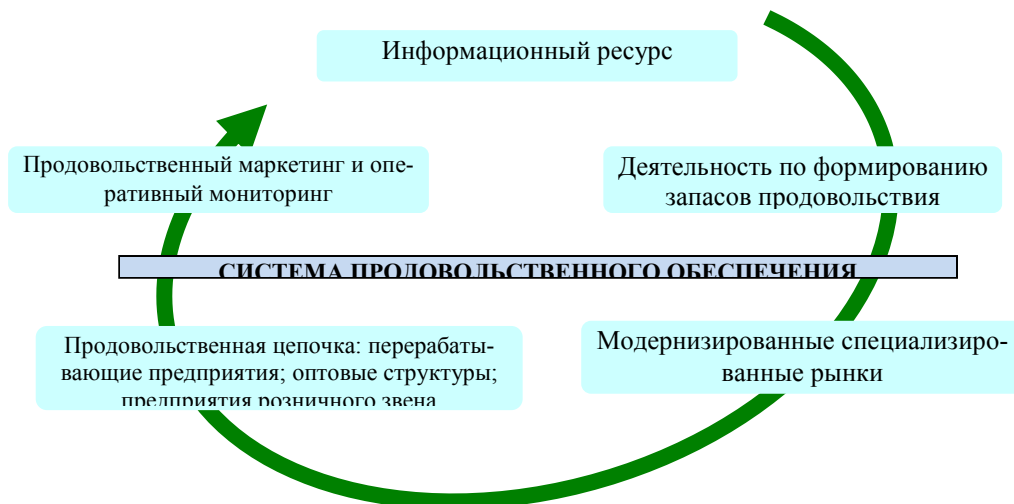 Информационный ресурс
Продовольственный маркетинг и опе-
ративный мониторинг
Деятельность по формированию
запасов продовольствия
СИСТЕМА ПРОДОВОЛЬСТВЕННОГО ОБЕСПЕЧЕНИЯ
Продовольственная цепочка: перерабаты-
вающие предприятия; оптовые структуры;
предприятия розничного звена
Модернизированные специализиро-
ванные рынки